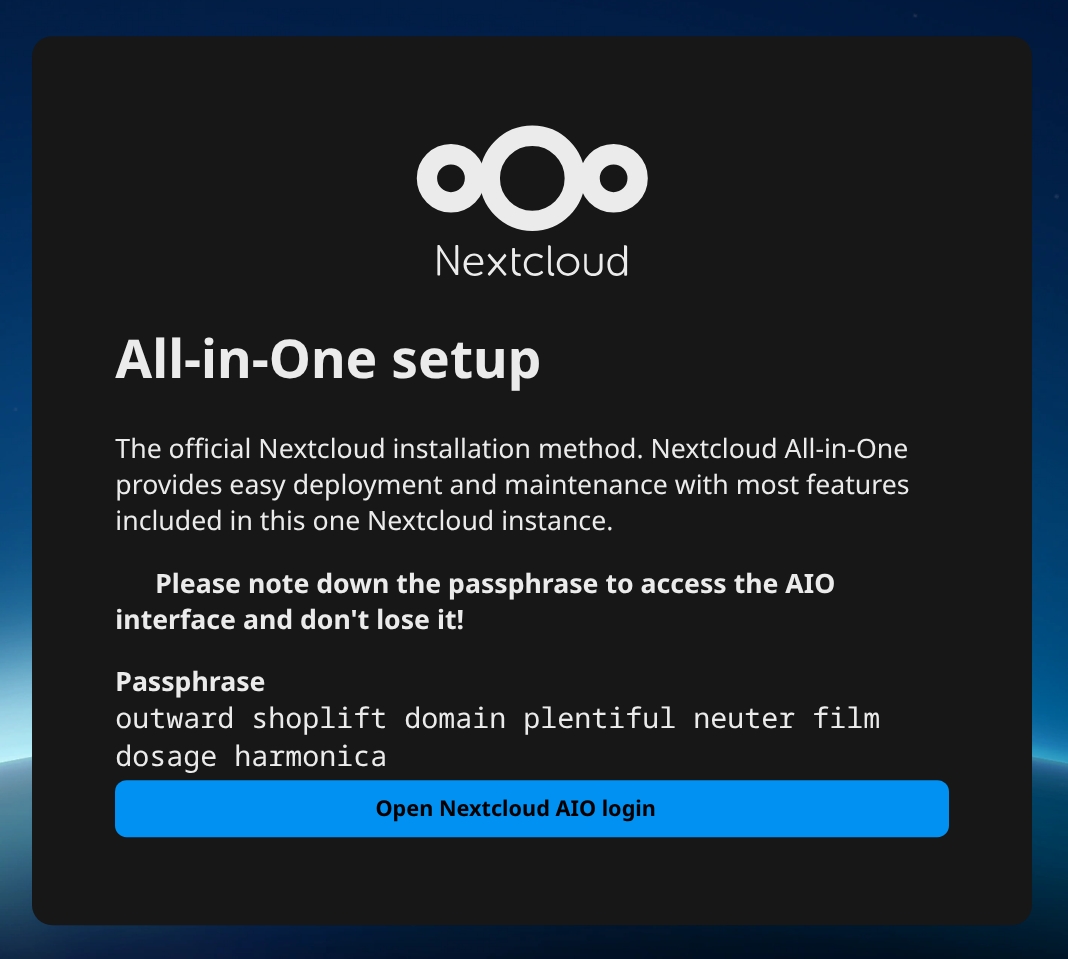 Nextcloud
All-in-One setup
The official Nextcloud installation method. Nextcloud All-in-One
provides easy deployment and maintenance with most features
included in this one Nextcloud instance.
Please note down the passphrase to access the AIO
interface and don't lose it!
Passphrase
outward shoplift domain plentiful neuter film
dosage harmonica
Open Nextcloud AIO login